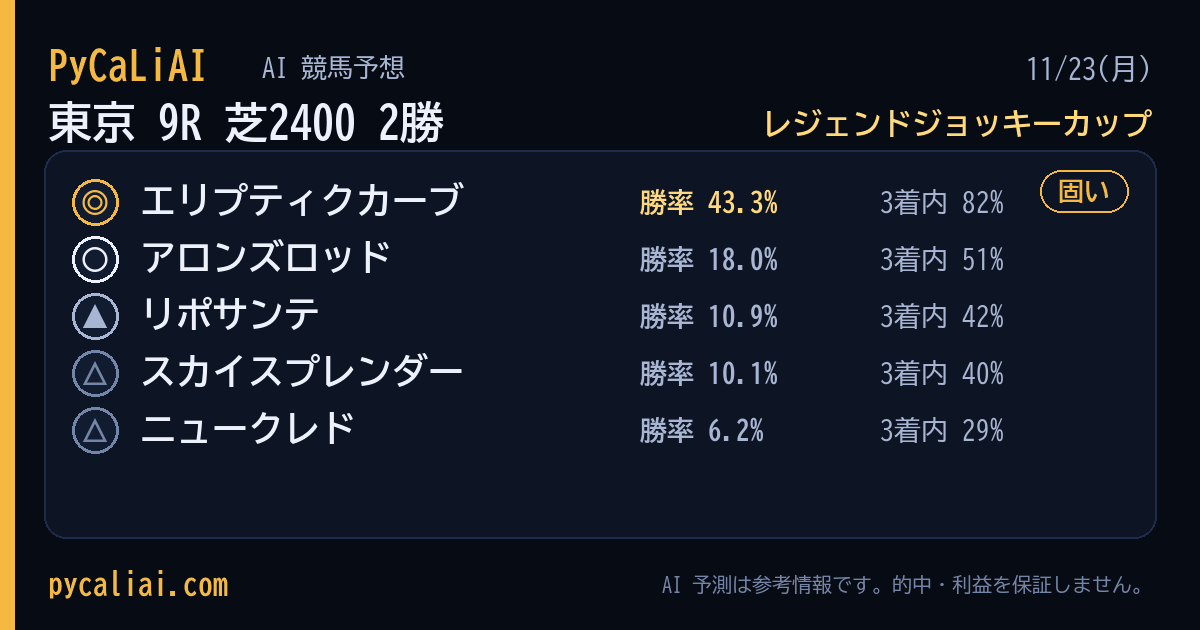 PyCaLiAI AI 競馬予想 11/23(月)
東京 9R 芝2400 2勝 レジェンドジョッキーカップ
◎ エリプティクカーブ 勝率 43.3% 3着内 82% 固い
○ アロンズロッド 勝率 18.0% 3着内 51%
▲ リポサンテ 勝率 10.9% 3着内 42%
△ スカイスプレンダー 勝率 10.1% 3着内 40%
△ ニュークレド 勝率 6.2% 3着内 29%
pycaliai.com AI 予測は参考情報です。的中・利益を保証しません。